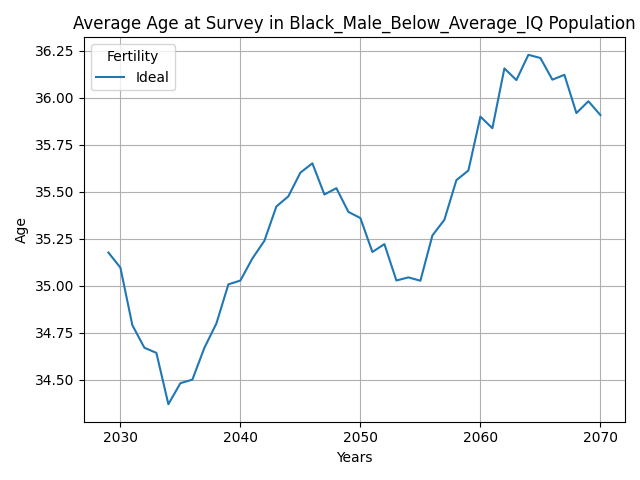 Average Age at Survey in Black_Male_Below_Average_IQ Population
36.25
36.00
35.75
35.50
35.25
35.00
34.75
34.50
Age
Fertility
Ideal
2030 2040 2050 2060 2070
Years